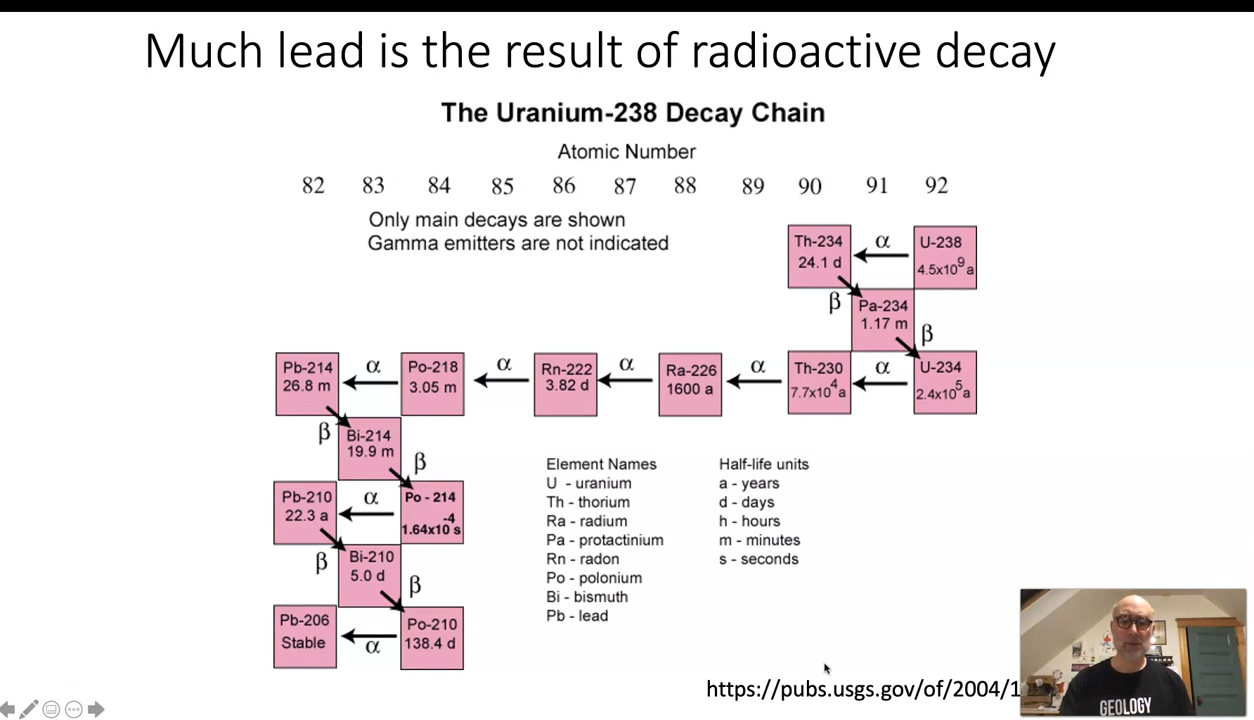 Much lead is the result of radioactive decay
The Uranium-238 Decay Chain
Atomic Number
82 83 84 85 86 87 88 89 90 91 92
Only main decays are shown
Gamma emitters are not indicated
Th-234
24.1 d
α
U-238
4.5x10⁹ a
β
Pa-234
1.17 m
β
Pb-214
26.8 m
α
Po-218
3.05 m
α
Rn-222
3.82 d
α
Ra-226
1600 a
α
Th-230
7.7x10⁴ a
α
U-234
2.4x10⁵ a
β
Bi-214
19.9 m
β
Pb-210
22.3 a
α
Po - 214
1.64x10⁻⁴ s
β
Bi-210
5.0 d
β
Pb-206
Stable
α
Po-210
138.4 d
Element Names
U - uranium
Th - thorium
Ra - radium
Pa - protactinium
Rn - radon
Po - polonium
Bi - bismuth
Pb - lead
Half-life units
a - years
d - days
h - hours
m - minutes
s - seconds
https://pubs.usgs.gov/of/2004/1
GEOLOGY